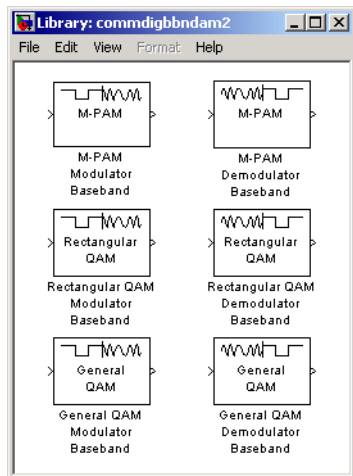 Library: commdigbbndam2
File Edit View Format Help
M-PAM M-PAM
M-PAM Modulator Baseband
M-PAM Demodulator Baseband
Rectangular QAM
Rectangular QAM
Rectangular QAM Modulator Baseband
Rectangular QAM Demodulator Baseband
General QAM
General QAM
General QAM Modulator Baseband
General QAM Demodulator Baseband